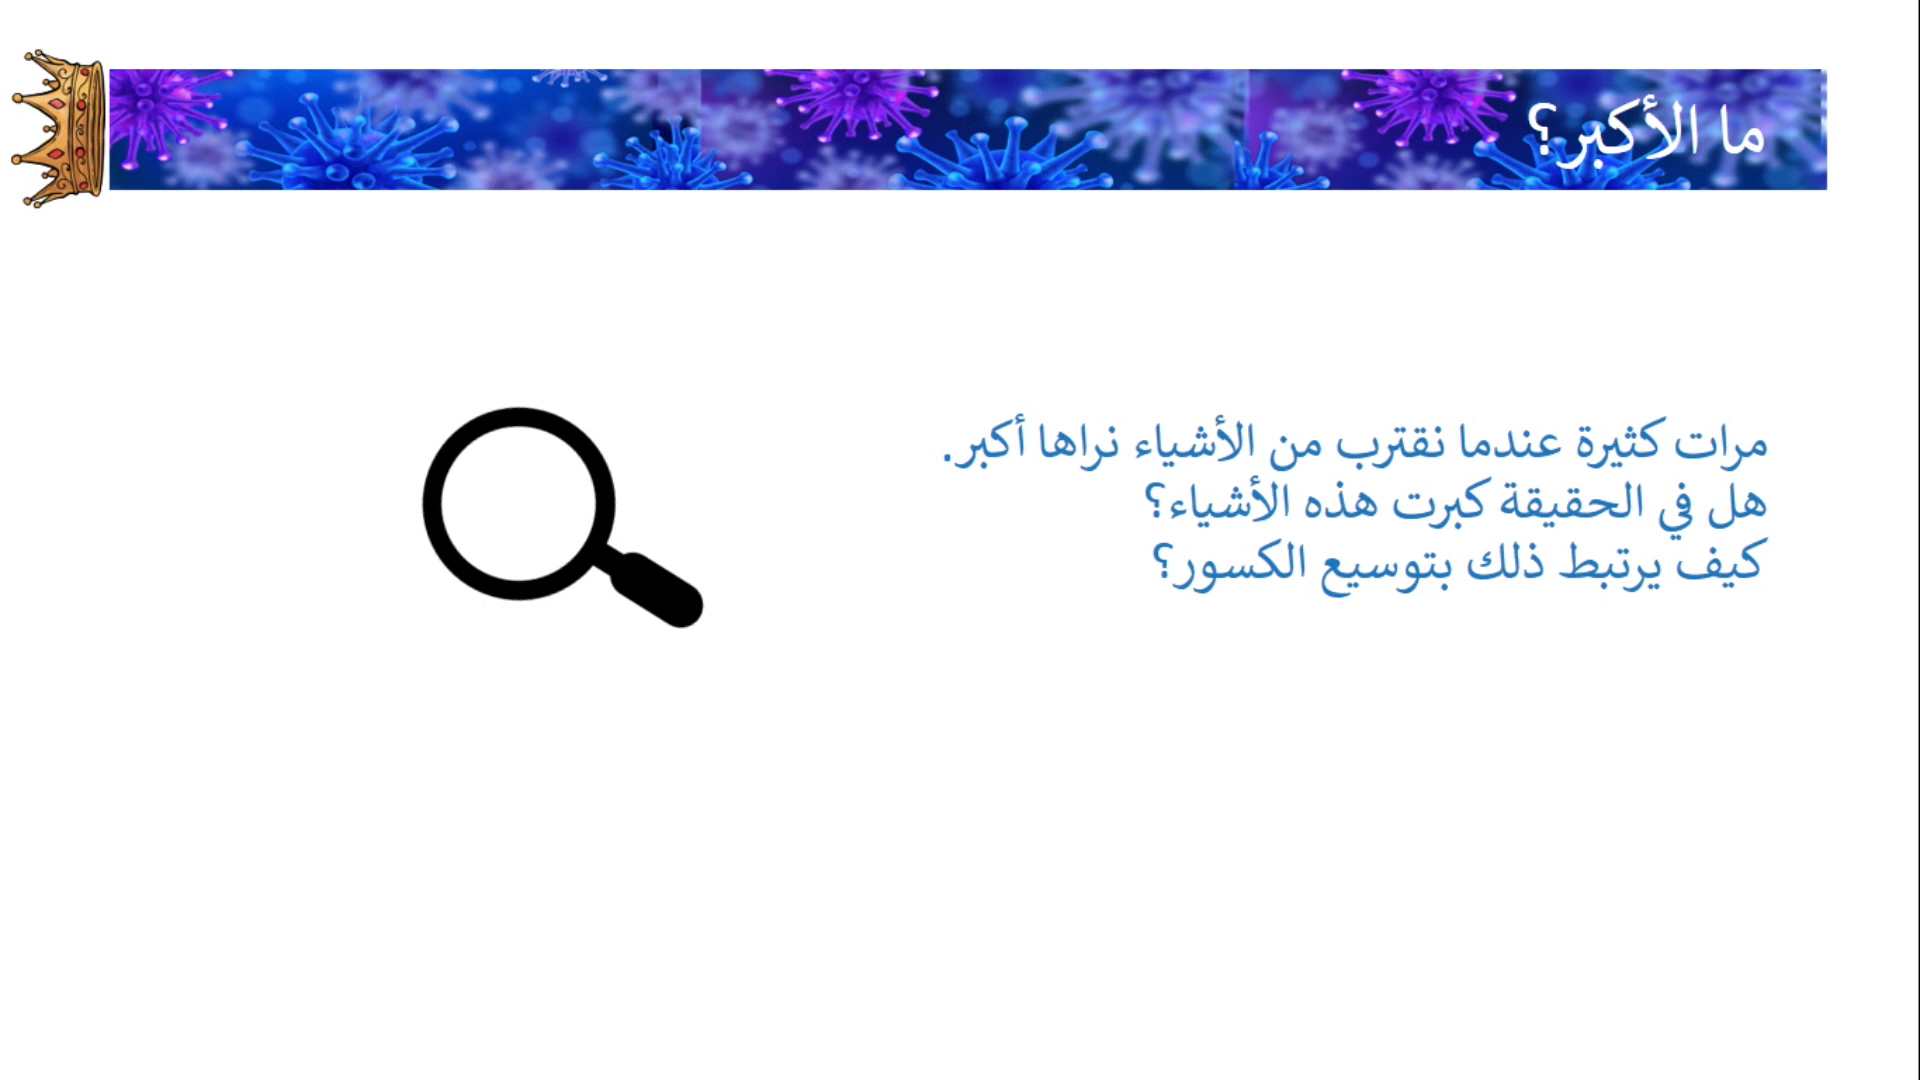 ما الأكبر؟
مرات كثيرة عندما نقترب من الأشياء نراها أكبر.
هل في الحقيقة كبرت هذه الأشياء؟
كيف يرتبط ذلك بتوسيع الكسور؟